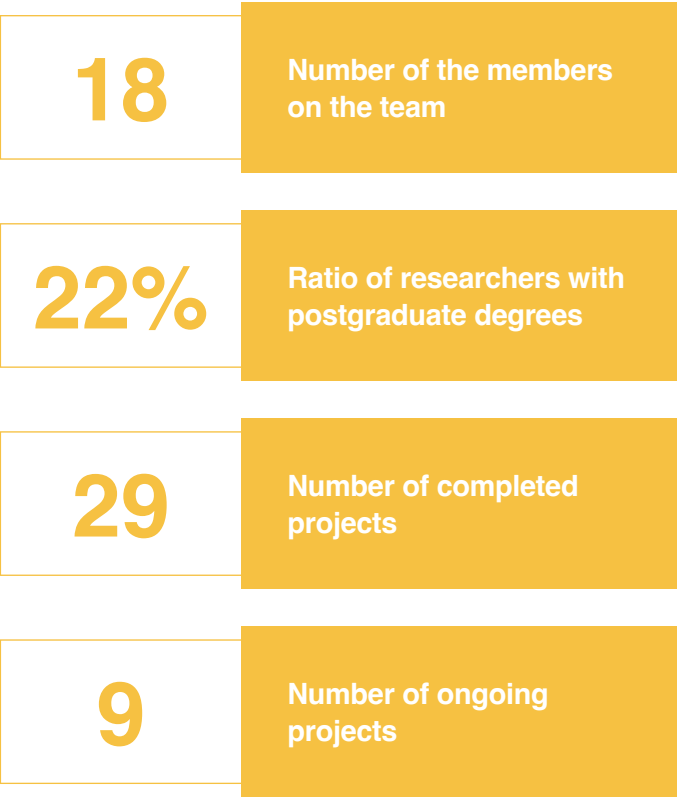 18
Number of the members
on the team
22%
Ratio of researchers with
postgraduate degrees
29
Number of completed
projects
9
Number of ongoing
projects